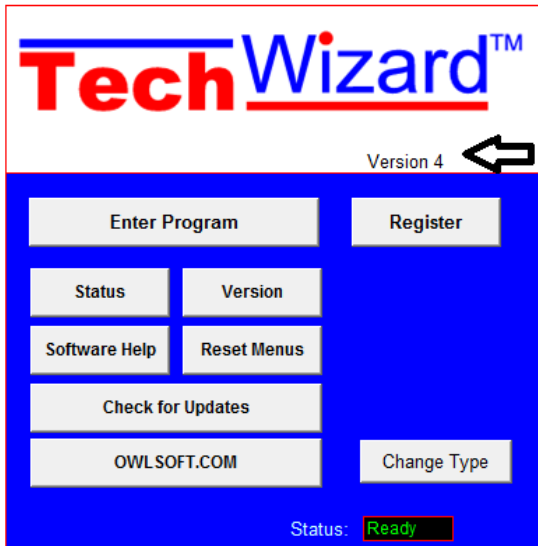 TechWizard™
Version 4
Enter Program Register
Status Version
Software Help Reset Menus
Check for Updates
OWLSOFT.COM Change Type
Status: Ready